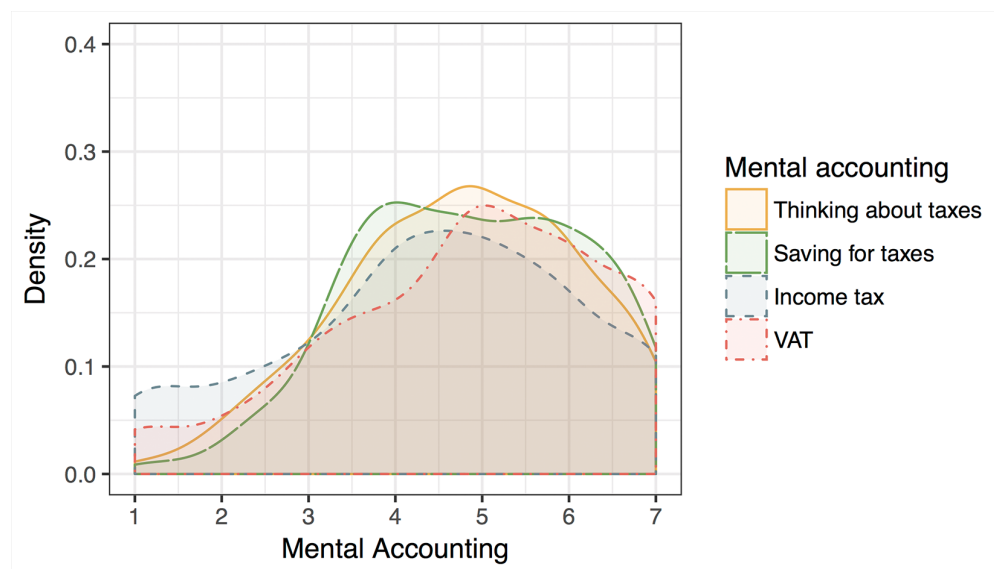 0.4
0.3
0.2
0.1
0.0
Density
1 2 3 4 5 6 7
Mental Accounting
Mental accounting
Thinking about taxes
Saving for taxes
Income tax
VAT